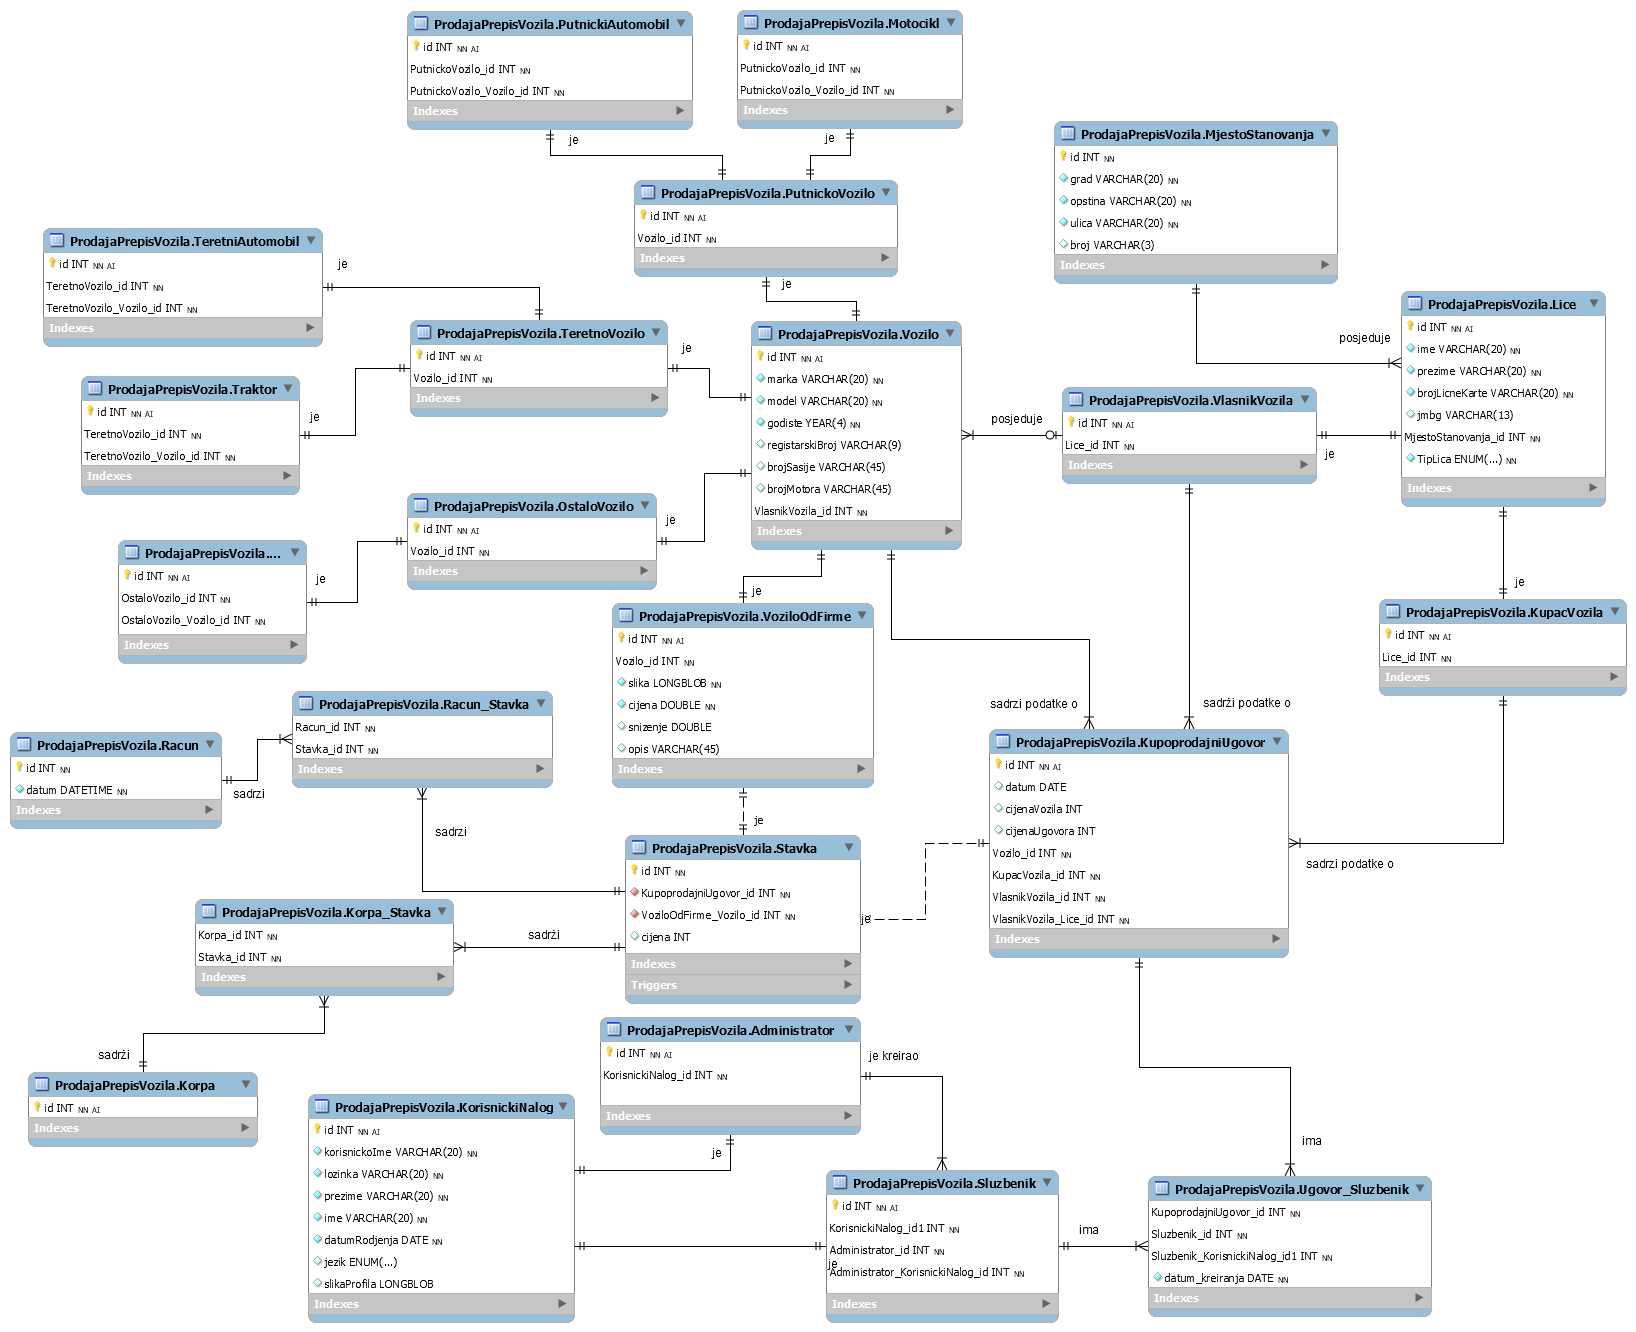 ProdajaPrepisVozila.PutnickiAutomobil
id INT NN AI
PutnickoVozilo_id INT NN
PutnickoVozilo_Vozilo_id INT NN
Indexes
je
ProdajaPrepisVozila.Motocikl
id INT NN AI
PutnickoVozilo_id INT NN
PutnickoVozilo_Vozilo_id INT NN
Indexes
je
ProdajaPrepisVozila.MjestoStanovanja
id INT NN
grad VARCHAR(20) NN
opstina VARCHAR(20) NN
ulica VARCHAR(20) NN
broj VARCHAR(3)
Indexes
posjeduje
ProdajaPrepisVozila.PutnickoVozilo
id INT NN AI
Vozilo_id INT NN
Indexes
je
ProdajaPrepisVozila.TeretniAutomobil
id INT NN AI
TeretnoVozilo_id INT NN
TeretnoVozilo_Vozilo_id INT NN
Indexes
je
ProdajaPrepisVozila.Lice
id INT NN AI
ime VARCHAR(20) NN
prezime VARCHAR(20) NN
brojLicneKarte VARCHAR(20) NN
jmbg VARCHAR(13)
MjestoStanovanja_id INT NN
TipLica ENUM(...) NN
Indexes
je
ProdajaPrepisVozila.TeretnoVozilo
id INT NN AI
Vozilo_id INT NN
Indexes
je
ProdajaPrepisVozila.Vozilo
id INT NN AI
marka VARCHAR(20) NN
model VARCHAR(20) NN
godiste YEAR(4) NN
registarskiBroj VARCHAR(9)
brojSasije VARCHAR(45)
brojMotora VARCHAR(45)
VlasnikVozila_id INT NN
Indexes
posjeduje
ProdajaPrepisVozila.VlasnikVozila
id INT NN AI
Lice_id INT NN
Indexes
je
ProdajaPrepisVozila.Traktor
id INT NN AI
TeretnoVozilo_id INT NN
TeretnoVozilo_Vozilo_id INT NN
Indexes
je
ProdajaPrepisVozila.OstaloVozilo
id INT NN AI
Vozilo_id INT NN
Indexes
je
ProdajaPrepisVozila....
id INT NN AI
OstaloVozilo_id INT NN
OstaloVozilo_Vozilo_id INT NN
Indexes
je
je
ProdajaPrepisVozila.VoziloOdFirme
id INT NN AI
Vozilo_id INT NN
slika LONGBLOB NN
cijena DOUBLE NN
snizenje DOUBLE
opis VARCHAR(45)
Indexes
je
ProdajaPrepisVozila.KupacVozila
id INT NN AI
Lice_id INT NN
Indexes
sadrzi podatke o
sadrži podatke o
sadrzi podatke o
ProdajaPrepisVozila.Racun_Stavka
Racun_id INT NN
Stavka_id INT NN
Indexes
ProdajaPrepisVozila.Racun
id INT NN
datum DATETIME NN
Indexes
sadrzi
sadrzi
ProdajaPrepisVozila.KupoprodajniUgovor
id INT NN AI
datum DATE
cijenaVozila INT
cijenaUgovora INT
Vozilo_id INT NN
KupacVozila_id INT NN
VlasnikVozila_id INT NN
VlasnikVozila_Lice_id INT NN
Indexes
ProdajaPrepisVozila.Stavka
id INT NN
KupoprodajniUgovor_id INT NN
VoziloOdFirme_Vozilo_id INT NN
cijena INT
Indexes
Triggers
je
ProdajaPrepisVozila.Korpa_Stavka
Korpa_id INT NN
Stavka_id INT NN
Indexes
sadrži
sadrži
ProdajaPrepisVozila.Korpa
id INT NN AI
Indexes
ProdajaPrepisVozila.Administrator
id INT NN AI
KorisnickiNalog_id INT NN
Indexes
je kreirao
je
ProdajaPrepisVozila.KorisnickiNalog
id INT NN AI
korisnickoIme VARCHAR(20) NN
lozinka VARCHAR(20) NN
prezime VARCHAR(20) NN
ime VARCHAR(20) NN
datumRodjenja DATE NN
jezik ENUM(...)
slikaProfila LONGBLOB
Indexes
ProdajaPrepisVozila.Sluzbenik
id INT NN AI
KorisnickiNalog_id1 INT NN
Administrator_id INT NN
je
Administrator_KorisnickiNalog_id INT NN
Indexes
ima
ima
ProdajaPrepisVozila.Ugovor_Sluzbenik
KupoprodajniUgovor_id INT NN
Sluzbenik_id INT NN
Sluzbenik_KorisnickiNalog_id1 INT NN
datum_kreiranja DATE NN
Indexes